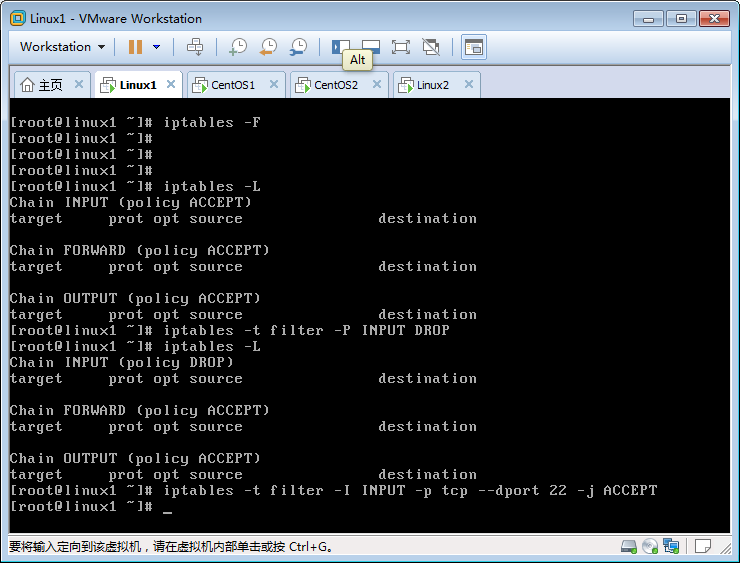 Linux1 - VMware Workstation
Workstation
Alt
主页 Linux1 CentOS1 CentOS2 Linux2
[root@linux1 ~]# iptables -F
[root@linux1 ~]#
[root@linux1 ~]#
[root@linux1 ~]#
[root@linux1 ~]# iptables -L
Chain INPUT (policy ACCEPT)
target     prot opt source               destination
Chain FORWARD (policy ACCEPT)
target     prot opt source               destination
Chain OUTPUT (policy ACCEPT)
target     prot opt source               destination
[root@linux1 ~]# iptables -t filter -P INPUT DROP
[root@linux1 ~]# iptables -L
Chain INPUT (policy DROP)
target     prot opt source               destination
Chain FORWARD (policy ACCEPT)
target     prot opt source               destination
Chain OUTPUT (policy ACCEPT)
target     prot opt source               destination
[root@linux1 ~]# iptables -t filter -I INPUT -p tcp --dport 22 -j ACCEPT
[root@linux1 ~]# _
要将输入定向到该虚拟机，请在虚拟机内部单击或按 Ctrl+G。